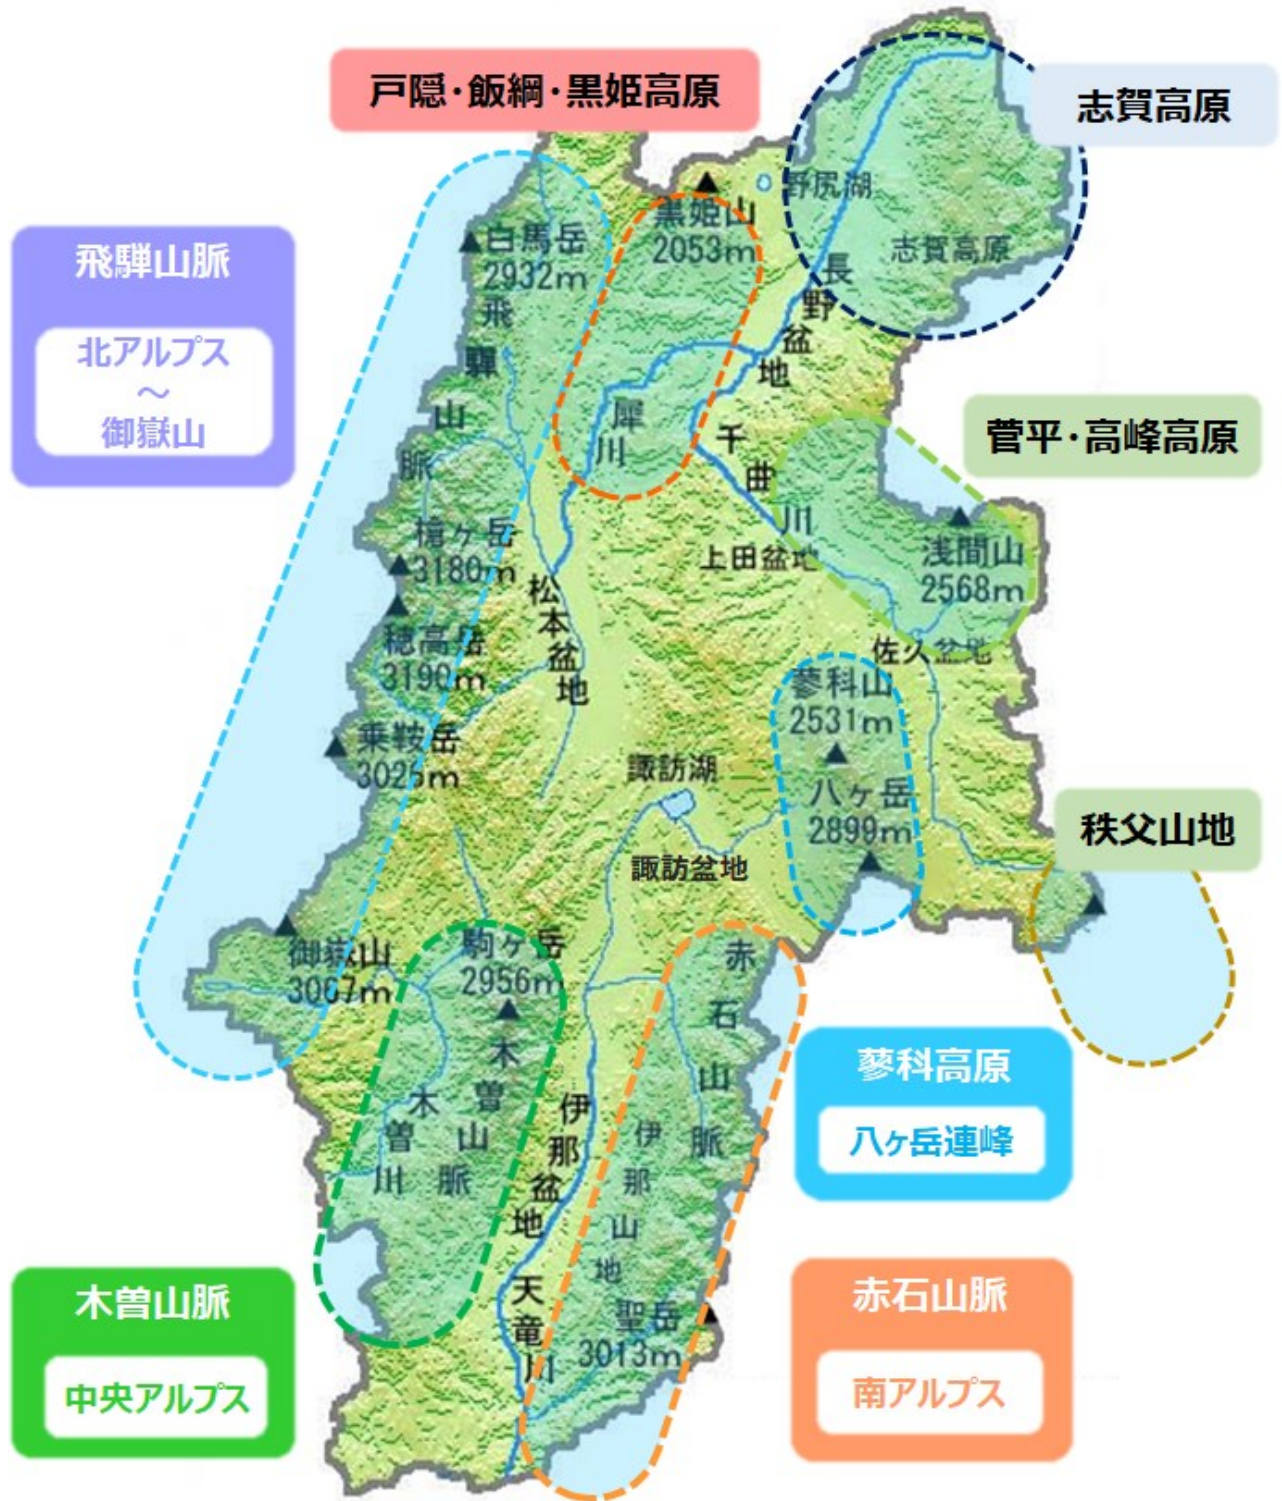 戸隠・飯綱・黒姫高原
志賀高原
野尻湖
黒姫山
2053m
志賀高原
白馬岳
2932m
飛騨山脈
北アルプス
～
御嶽山
飛驒山脈
長野盆地
犀川
千曲川
菅平・高峰高原
上田盆地
浅間山
2568m
槍ヶ岳
3180m
松本盆地
穂高岳
3190m
佐久盆地
蓼科山
2531m
乗鞍岳
3025m
諏訪湖
八ヶ岳
2899m
諏訪盆地
秩父山地
御嶽山
3067m
駒ヶ岳
2956m
赤石山脈
木曽山脈
木曽川
伊那盆地
伊那山地
蓼科高原
八ヶ岳連峰
天竜川
聖岳
3013m
木曽山脈
中央アルプス
赤石山脈
南アルプス